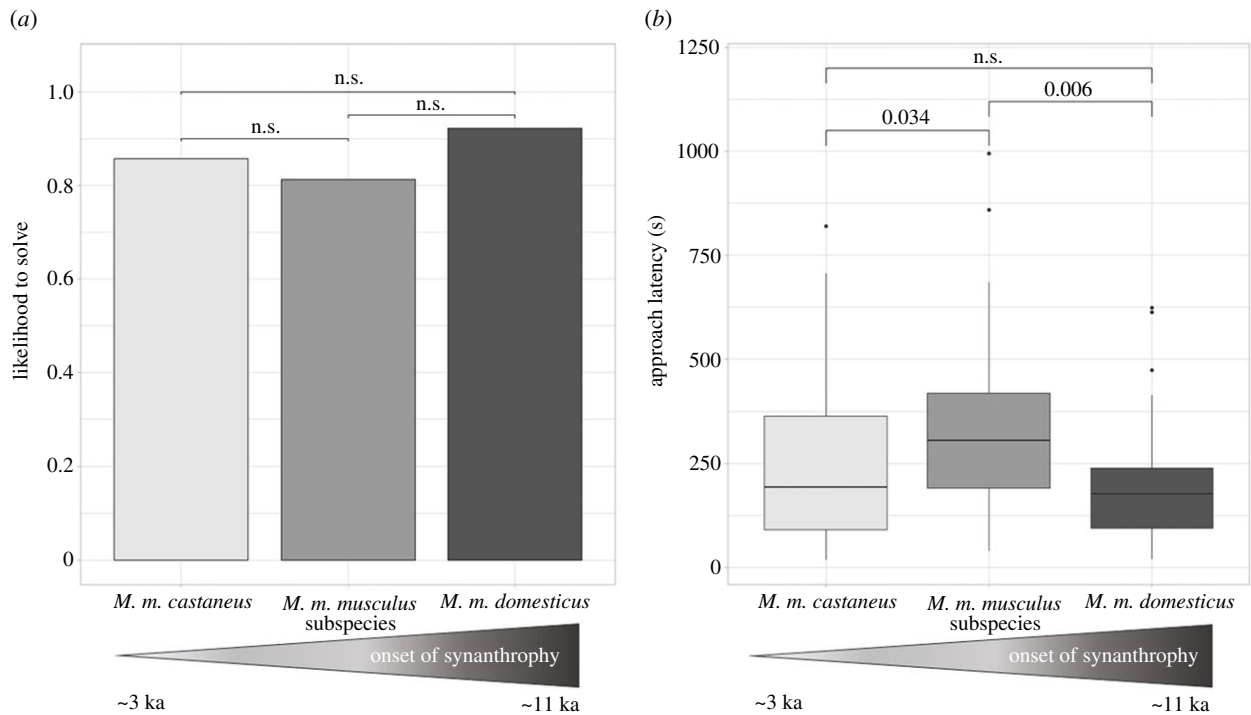 (a)
n.s.
n.s.
n.s.
1.0
0.8
0.6
0.4
0.2
0
likelihood to solve
M. m. castaneus M. m. musculus M. m. domesticus
subspecies
onset of synanthrophy
~3 ka ~11 ka
(b)
n.s.
0.006
0.034
1250
1000
750
500
250
0
approach latency (s)
M. m. castaneus M. m. musculus M. m. domesticus
subspecies
onset of synanthrophy
~3 ka ~11 ka